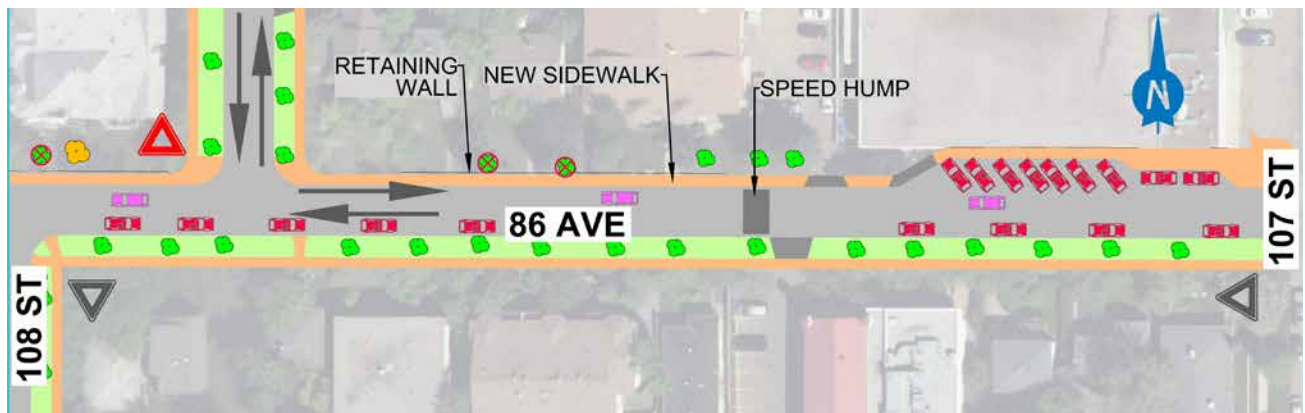 RETAINING
WALL
NEW SIDEWALK
SPEED HUMP
N
86 AVE
107 ST
108 ST